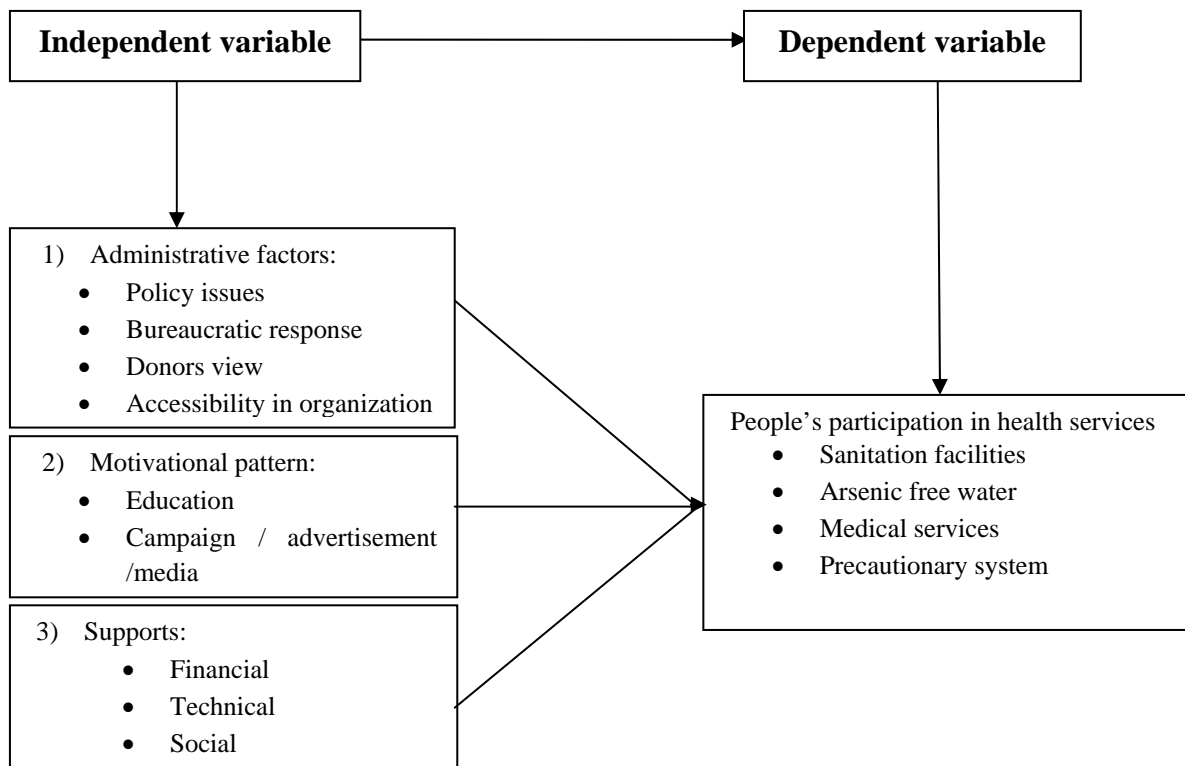 Independent variable
Dependent variable
1) Administrative factors:
• Policy issues
• Bureaucratic response
• Donors view
• Accessibility in organization
2) Motivational pattern:
• Education
• Campaign / advertisement
/media
3) Supports:
• Financial
• Technical
• Social
People’s participation in health services
• Sanitation facilities
• Arsenic free water
• Medical services
• Precautionary system